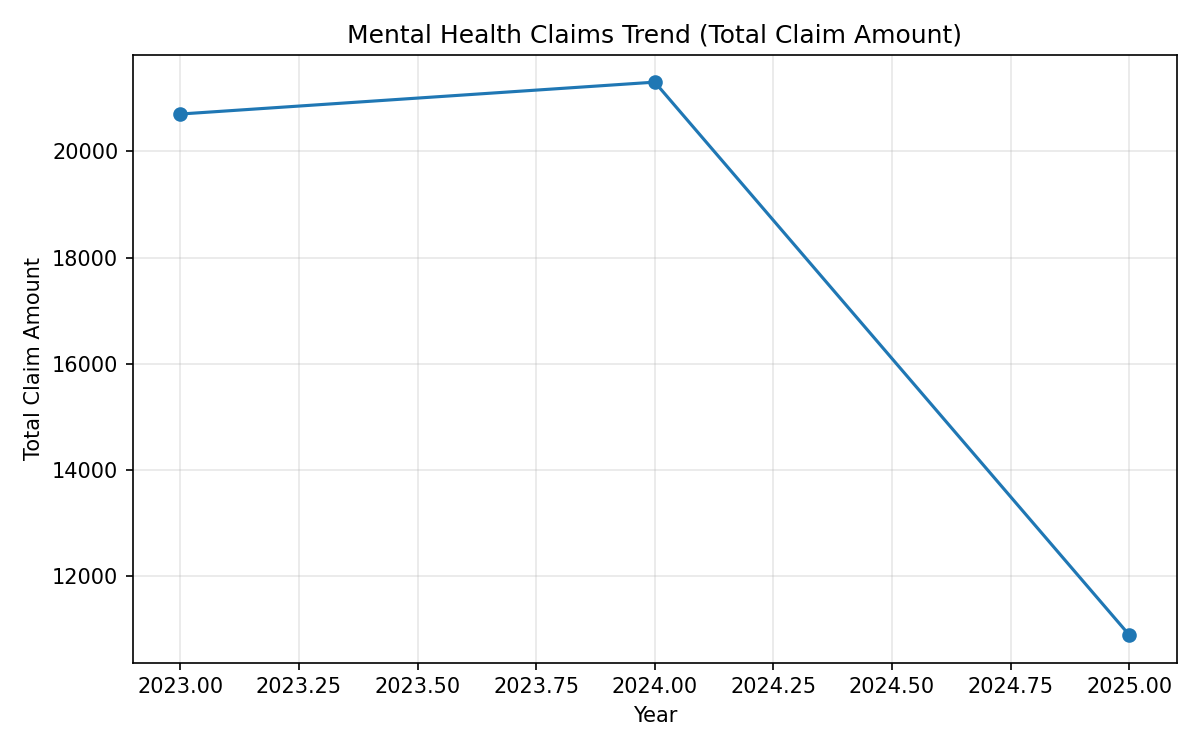 Mental Health Claims Trend (Total Claim Amount)
Total Claim Amount
20000
18000
16000
14000
12000
2023.00 2023.25 2023.50 2023.75 2024.00 2024.25 2024.50 2024.75 2025.00
Year